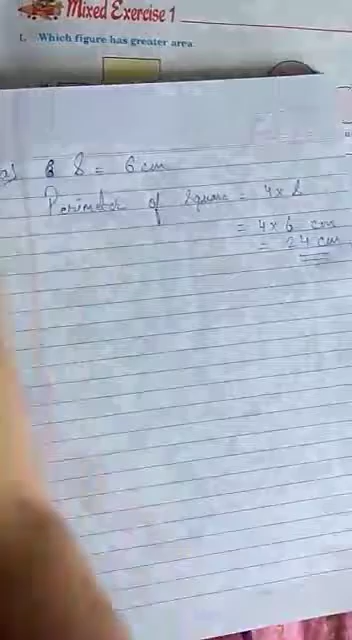 Mixed Exercise 1
1. Which figure has greater area
a) S = 6 cm
Perimeter of square = 4 × S
= 4 × 6 cm
= 24 cm